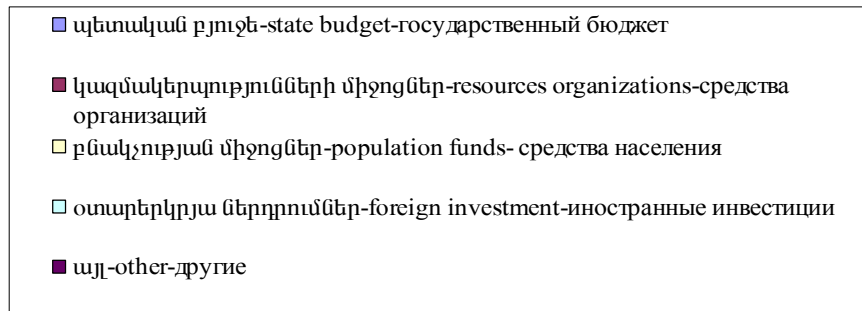 պետական բյուջե-state budget-государственный бюджет
կազմակերպությունների միջոցներ-resources organizations-средства
организаций
բնակչության միջոցներ-population funds- средства населения
օտարերկրյա ներդրումներ-foreign investment-иностранные инвестиции
այլ-other-другие